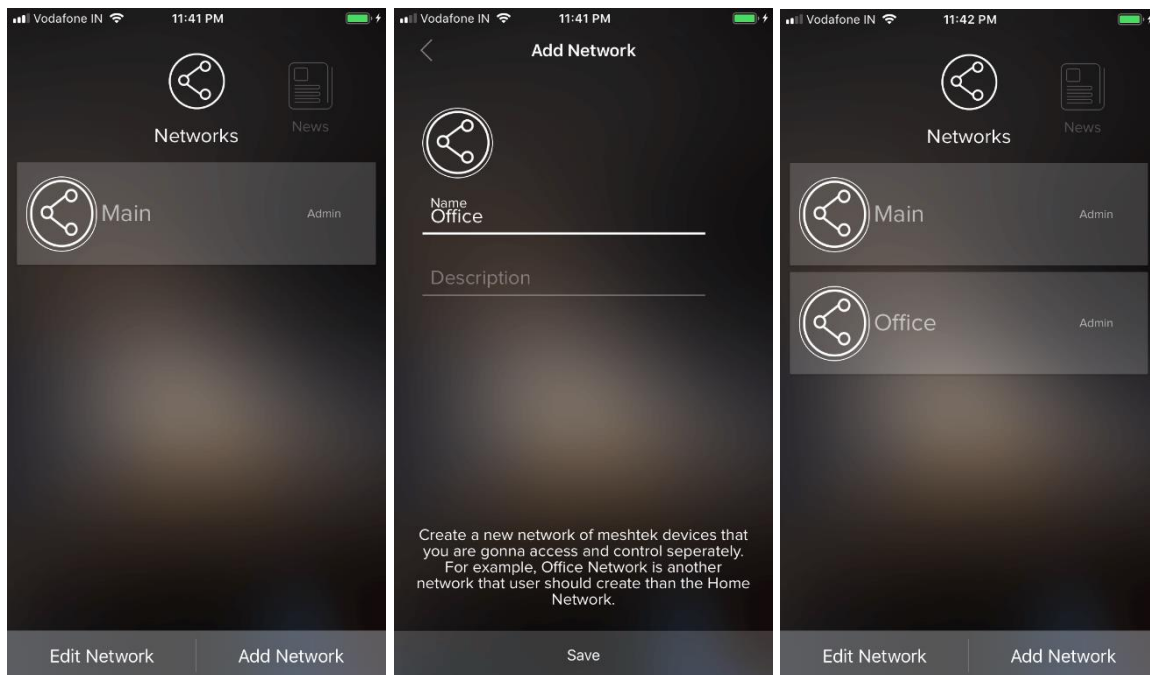 Vodafone IN 11:41 PM
Networks
News
Main Admin
Edit Network Add Network
Vodafone IN 11:41 PM
Add Network
Name
Office
Description
Create a new network of meshtek devices that
you are gonna access and control seperately.
For example, Office Network is another
network that user should create than the Home
Network.
Save
Vodafone IN 11:42 PM
Networks
News
Main Admin
Office Admin
Edit Network Add Network